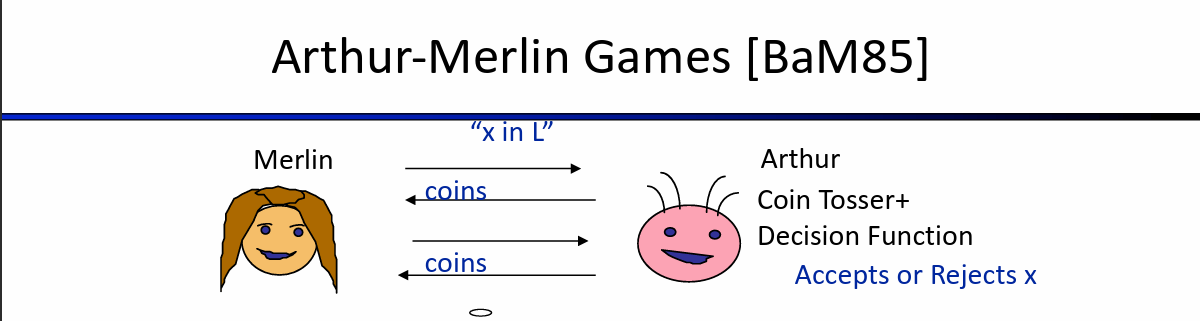 Arthur-Merlin Games [BaM85]
“x in L”
Merlin
Arthur
coins
Coin Tosser+
Decision Function
coins
Accepts or Rejects x